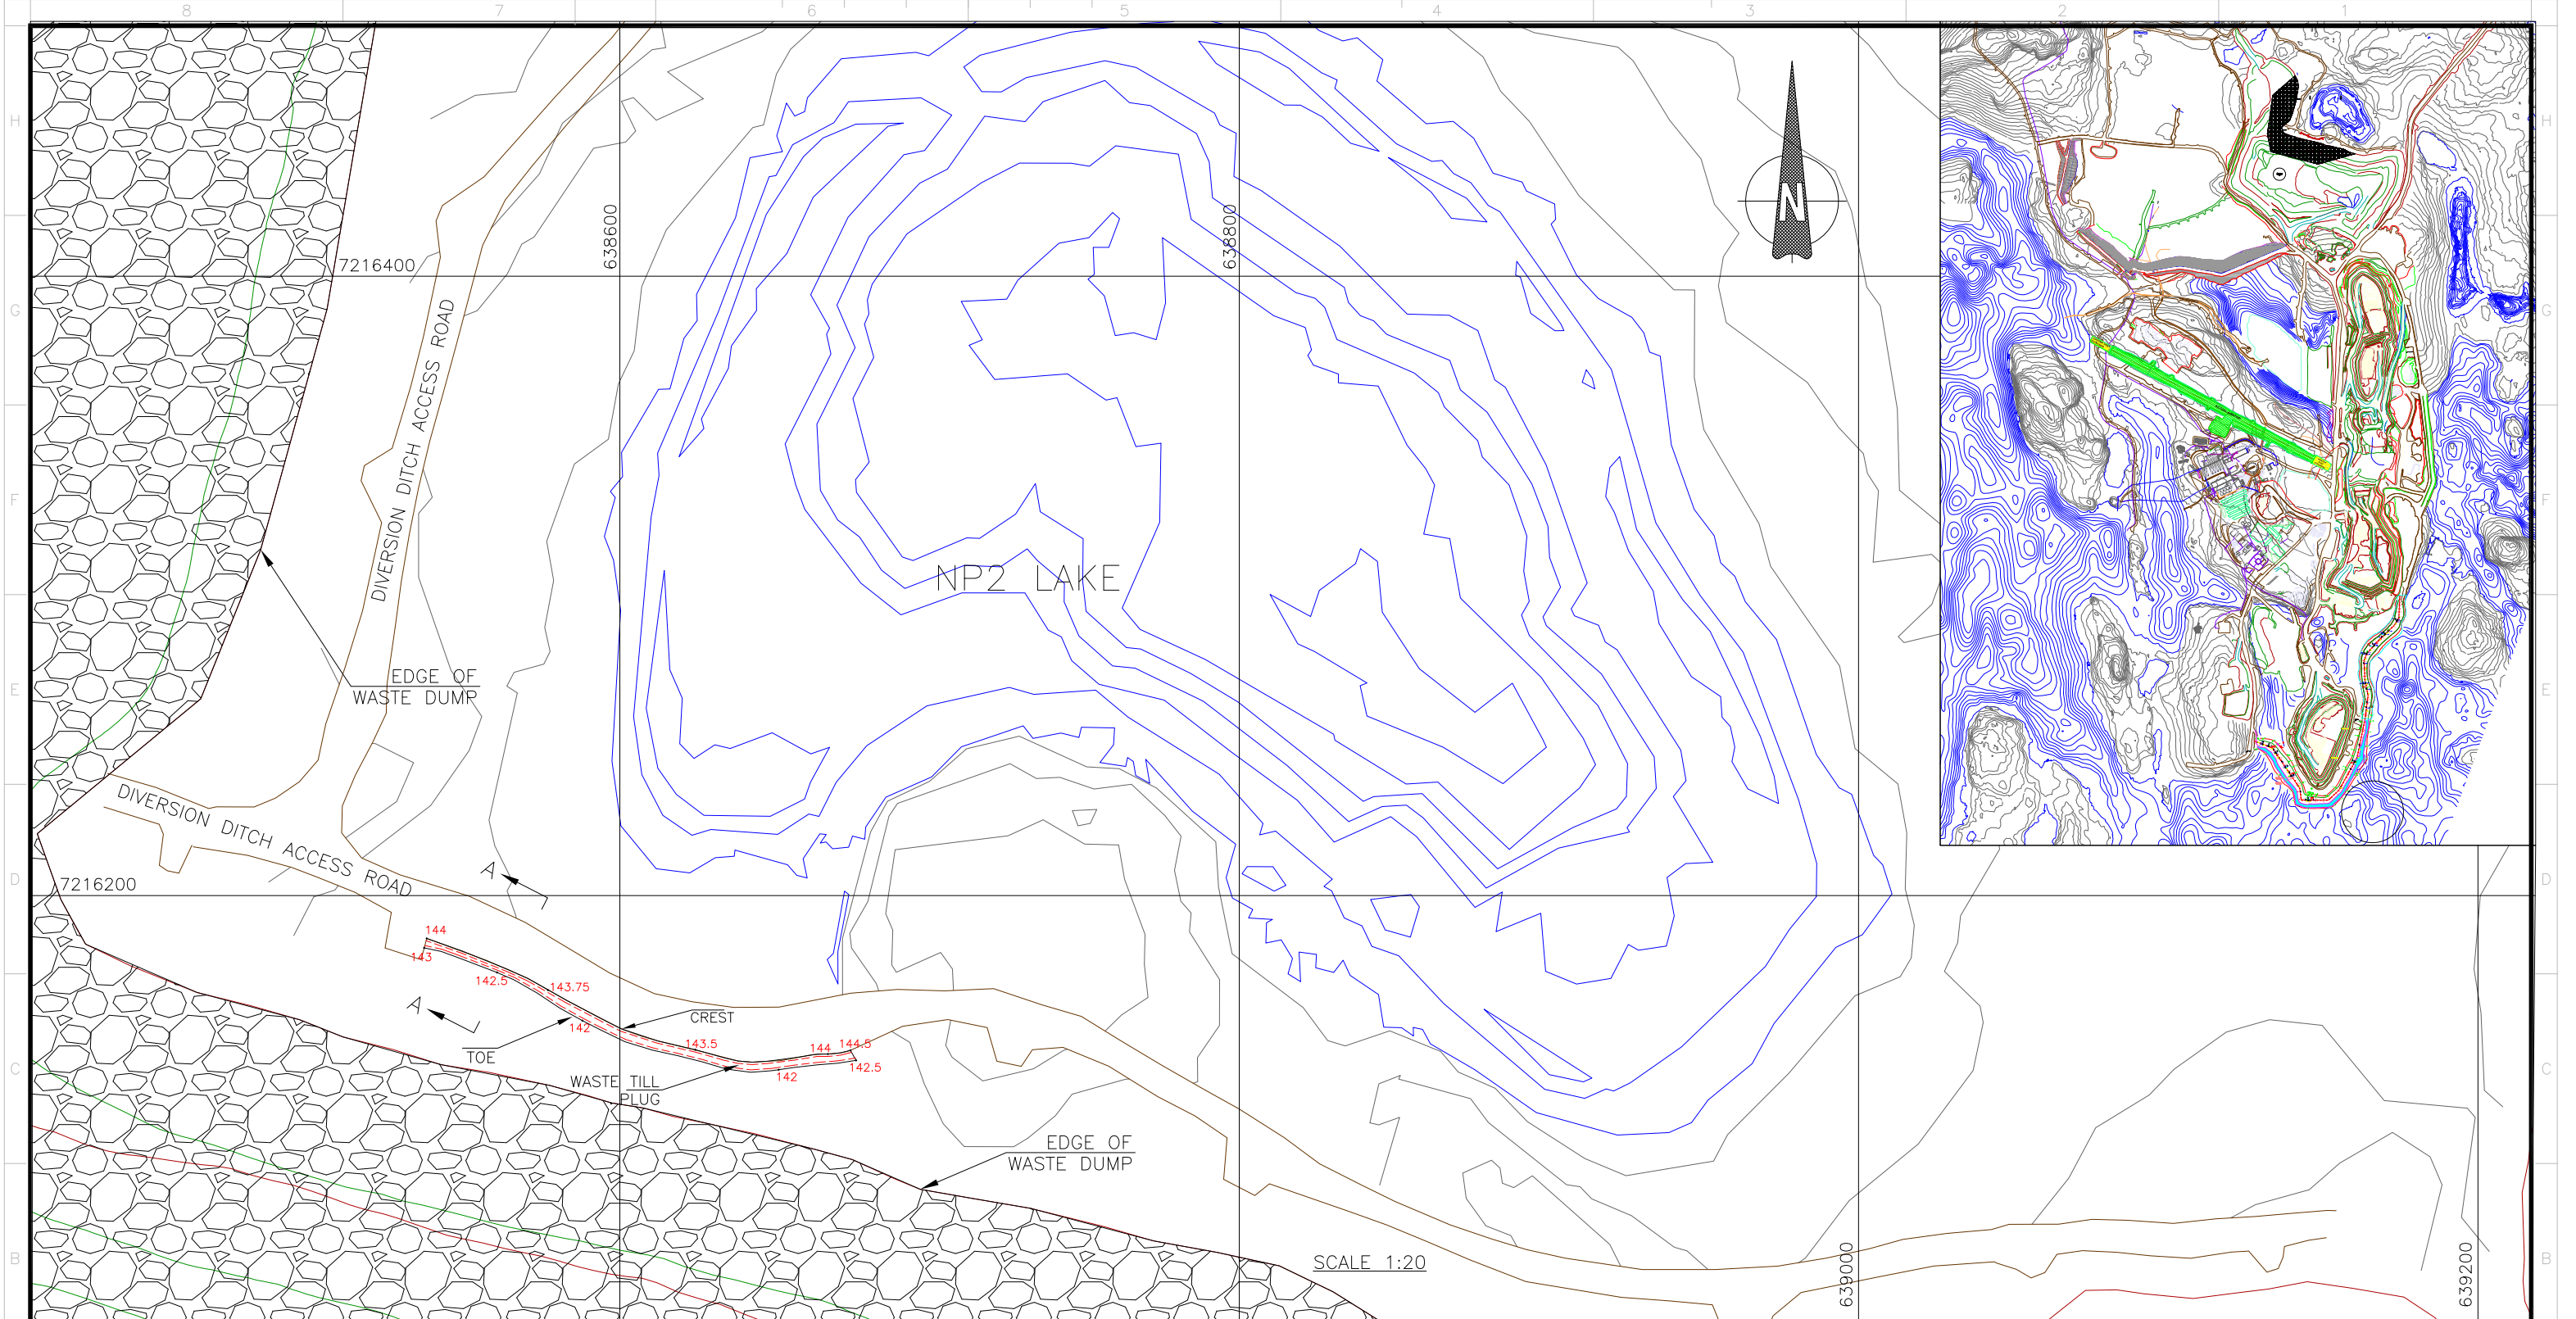 8 7 6 5 4 3 2 1
H
H
N
638600
638800
7216400
G
G
DIVERSION DITCH ACCESS ROAD
F
F
NP2 LAKE
EDGE OF
WASTE DUMP
E
E
DIVERSION DITCH ACCESS ROAD
A
7216200
D
D
144
143
142.5
143.75
A
142
CREST
TOE
143.5
144
144.5
142.5
142
WASTE TILL
PLUG
C
C
EDGE OF
WASTE DUMP
SCALE 1:20
639000
639200
B
B